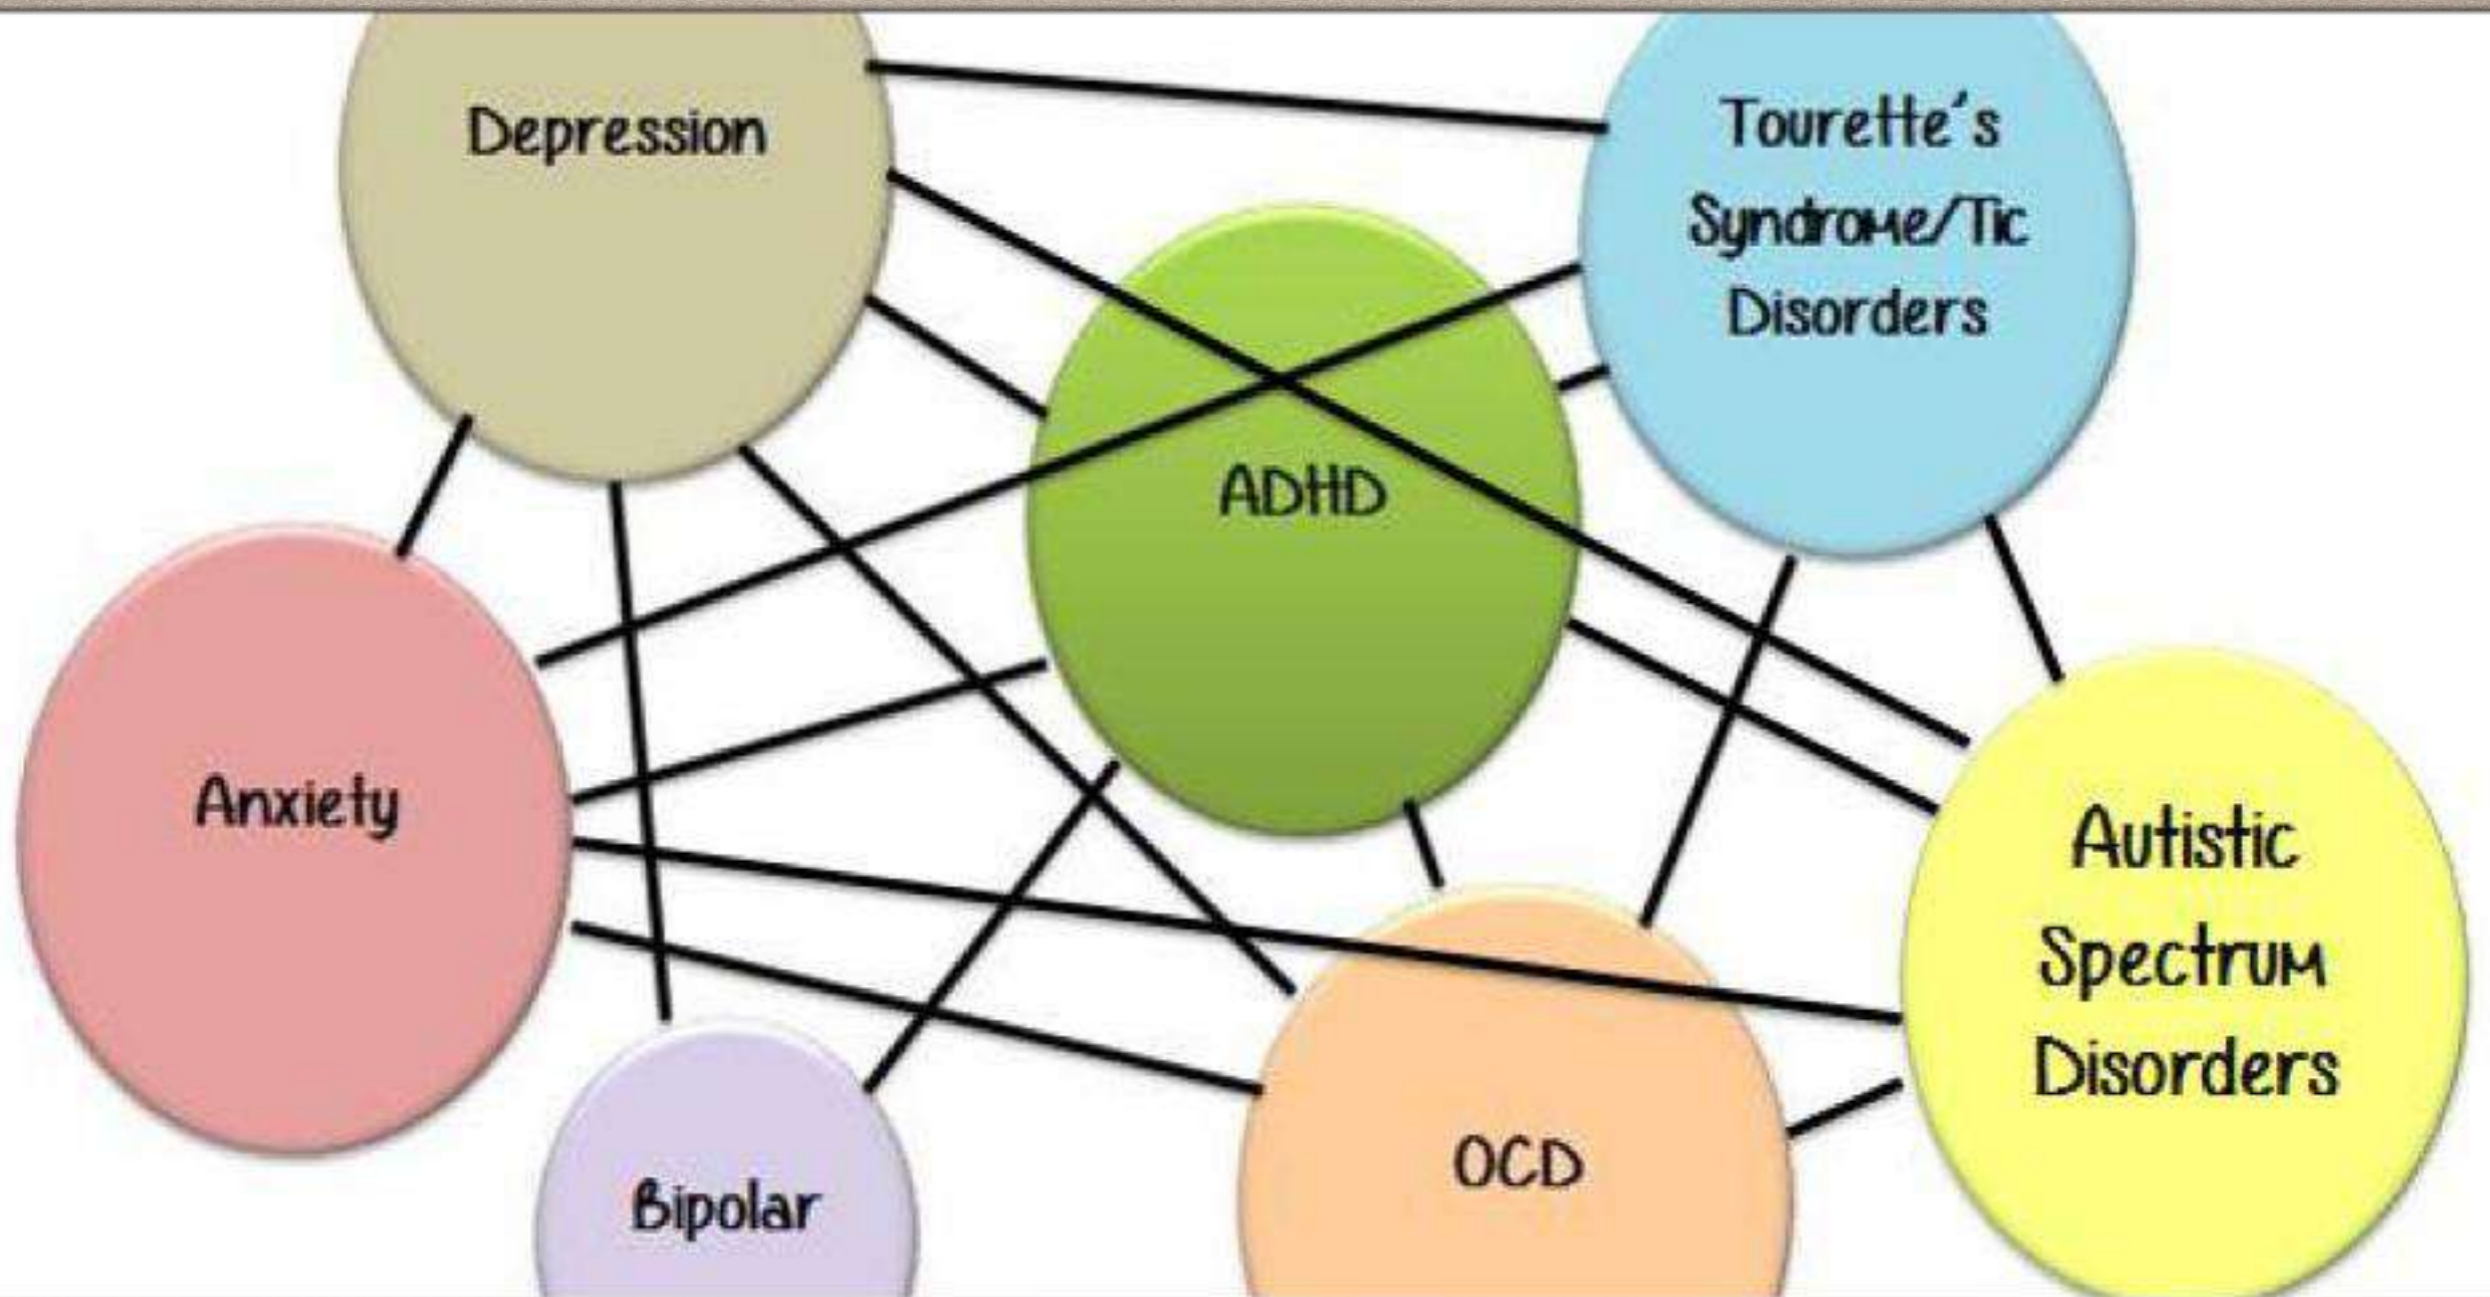 Depression
Tourette's
Syndrome/Tic
Disorders
ADHD
Anxiety
Autistic
Spectrum
Disorders
OCD
Bipolar